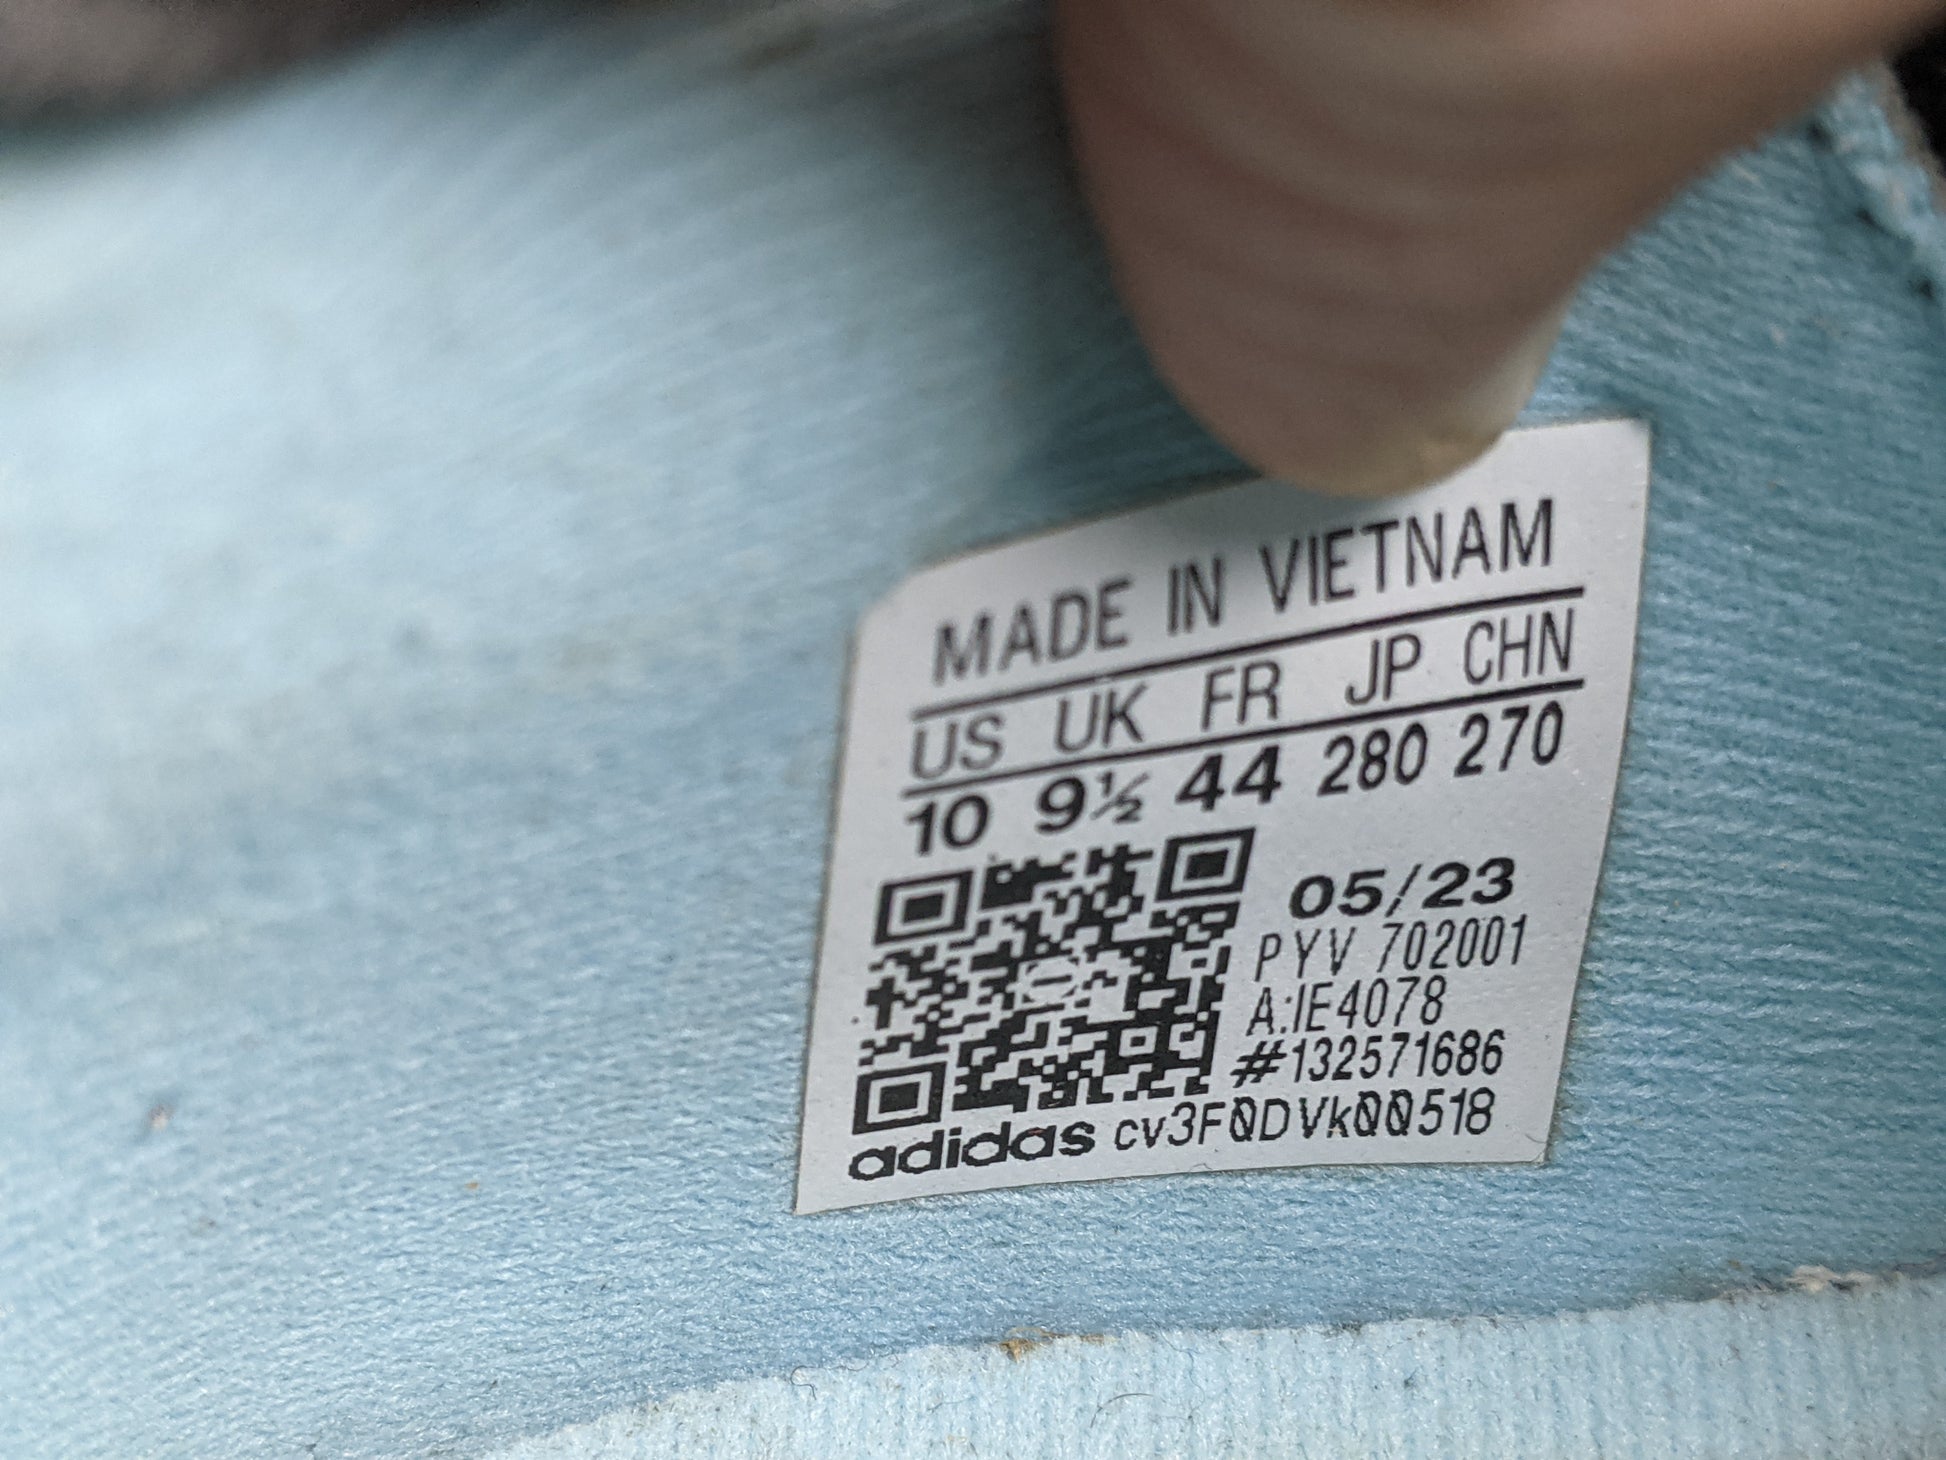 MADE IN VIETNAM
US UK FR JP CHN
10 9½ 44 280 270
05/23
PYV 702001
A:IE4078
#132571686
adidas cv3F0DVk00518